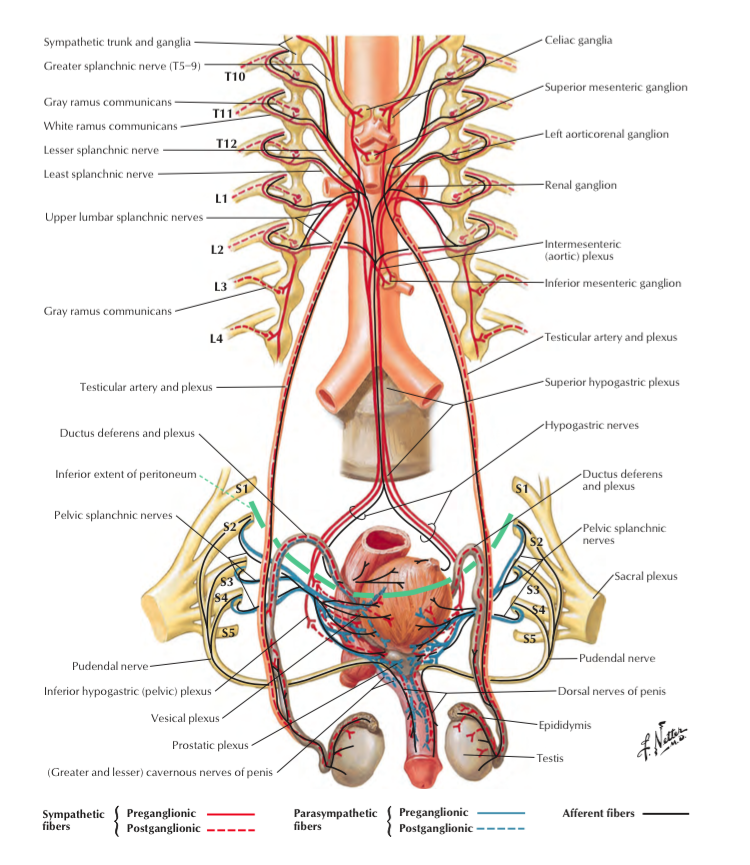 Sympathetic trunk and ganglia
Greater splanchnic nerve (T5–9)
T10
Gray ramus communicans
T11
White ramus communicans
T12
Lesser splanchnic nerve
Least splanchnic nerve
L1
Upper lumbar splanchnic nerves
L2
L3
Gray ramus communicans
L4
Testicular artery and plexus
Ductus deferens and plexus
Inferior extent of peritoneum
S1
Pelvic splanchnic nerves
S2
S3
S4
S5
Pudendal nerve
Inferior hypogastric (pelvic) plexus
Vesical plexus
Prostatic plexus
(Greater and lesser) cavernous nerves of penis
Celiac ganglia
Superior mesenteric ganglion
Left aorticorenal ganglion
Renal ganglion
Intermesenteric
(aortic) plexus
Inferior mesenteric ganglion
Testicular artery and plexus
Superior hypogastric plexus
Hypogastric nerves
Ductus deferens
and plexus
S1
Pelvic splanchnic
nerves
S2
Sacral plexus
S3
S4
S5
Pudendal nerve
Dorsal nerves of penis
Epididymis
Testis
F. Netter
M.D.
Sympathetic
fibers
Preganglionic
Postganglionic
Parasympathetic
fibers
Preganglionic
Postganglionic
Afferent fibers